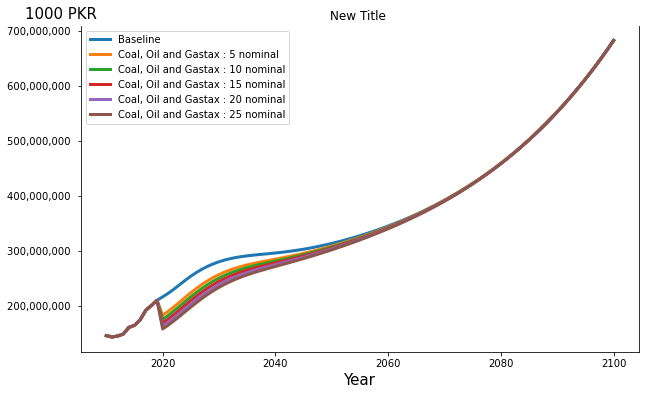 1000 PKR
New Title
700,000,000
600,000,000
500,000,000
400,000,000
300,000,000
200,000,000
Baseline
Coal, Oil and Gastax : 5 nominal
Coal, Oil and Gastax : 10 nominal
Coal, Oil and Gastax : 15 nominal
Coal, Oil and Gastax : 20 nominal
Coal, Oil and Gastax : 25 nominal
2020
2040
2060
2080
2100
Year